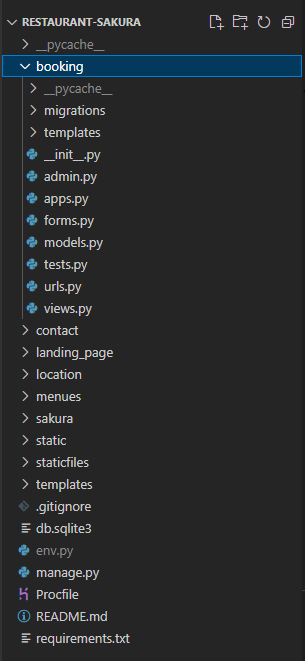 RESTAURANT-SAKURA
__pycache__
booking
__pycache__
migrations
templates
__init__.py
admin.py
apps.py
forms.py
models.py
tests.py
urls.py
views.py
contact
landing_page
location
menues
sakura
static
staticfiles
templates
.gitignore
db.sqlite3
env.py
manage.py
Procfile
README.md
requirements.txt